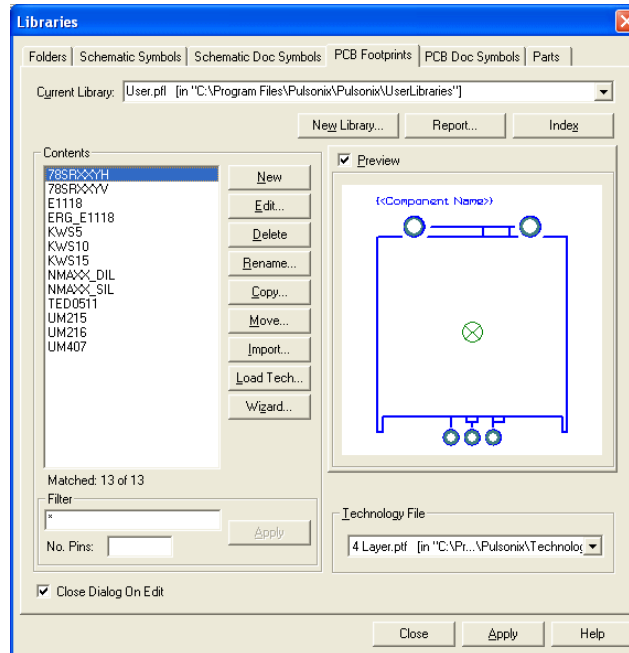 Libraries
Folders Schematic Symbols Schematic Doc Symbols PCB Footprints PCB Doc Symbols Parts
Current Library: User.pfl [in "C:\Program Files\Pulsonix\Pulsonix\UserLibraries"]
New Library... Report... Index
Contents
78SRXXYH
78SRXXYV
E1118
ERG_E1118
KWS5
KWS10
KWS15
NMAXX_DIL
NMAXX_SIL
TED0511
UM215
UM216
UM407
New
Edit...
Delete
Rename...
Copy...
Move...
Import...
Load Tech...
Wizard...
Preview
{<Component Name>}
Matched: 13 of 13
Filter
*
No. Pins:
Apply
Technology File
4 Layer.ptf [in "C:\Pr...\Pulsonix\Technolog
Close Dialog On Edit
Close Apply Help